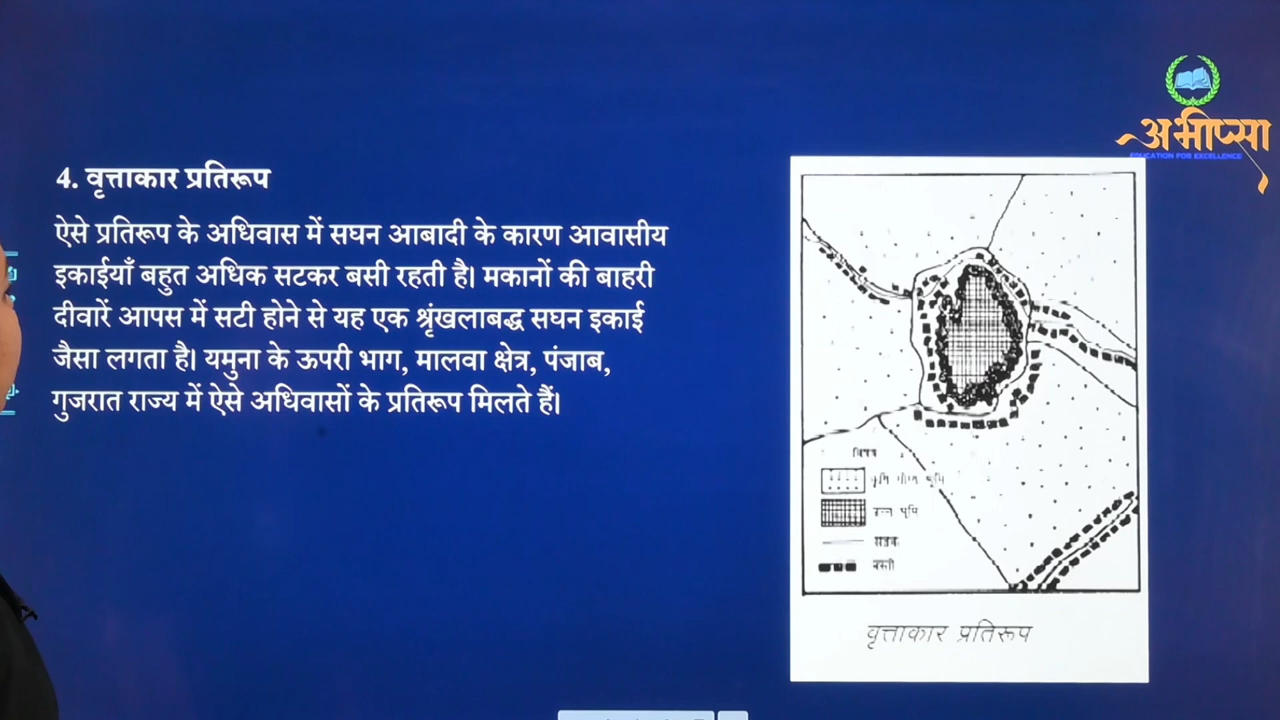 अभीप्सा
EDUCATION FOR EXCELLENCE
4. वृत्ताकार प्रतिरूप
ऐसे प्रतिरूप के अधिवास में सघन आबादी के कारण आवासीय
इकाईयाँ बहुत अधिक सटकर बसी रहती है। मकानों की बाहरी
दीवारें आपस में सटी होने से यह एक श्रृंखलाबद्ध सघन इकाई
जैसा लगता है। यमुना के ऊपरी भाग, मालवा क्षेत्र, पंजाब,
गुजरात राज्य में ऐसे अधिवासों के प्रतिरूप मिलते हैं।
भूमि
सड़क
बस्ती
वृत्ताकार प्रतिरूप